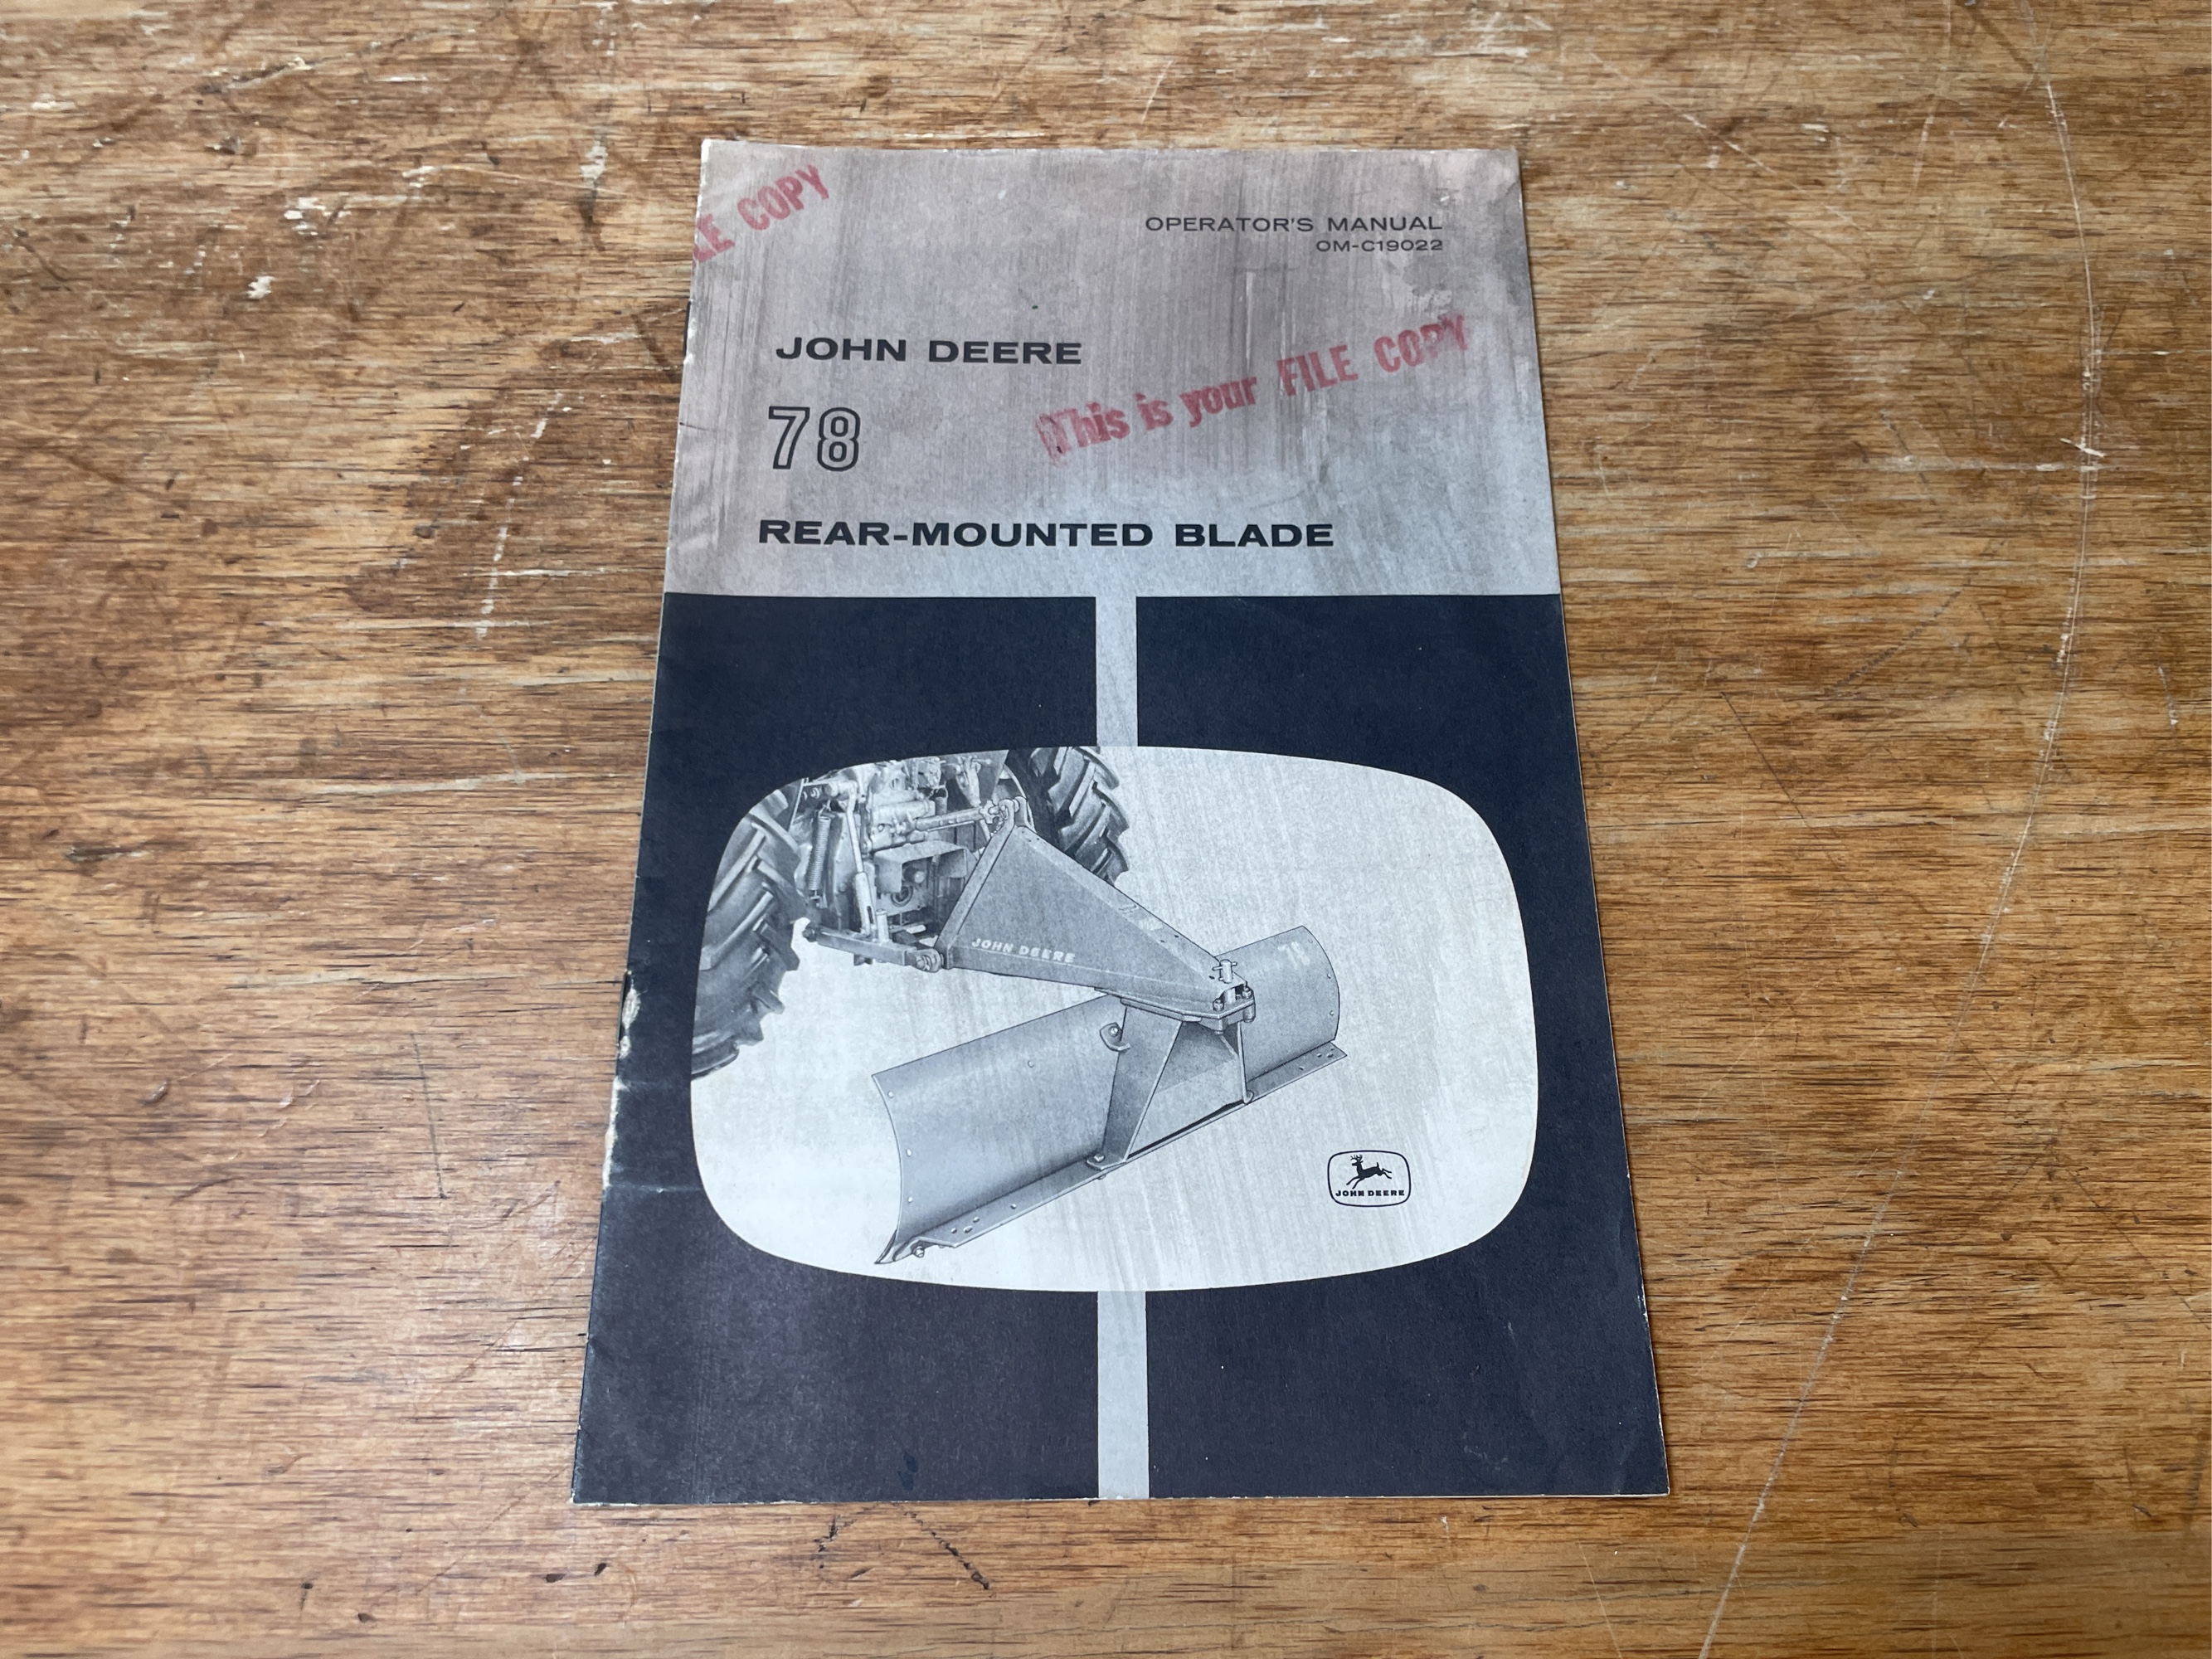 LE COPY
OPERATOR'S MANUAL
OM-C19022
JOHN DEERE
This is your FILE COPY
78
REAR-MOUNTED BLADE
JOHN DEERE
78
JOHN DEERE